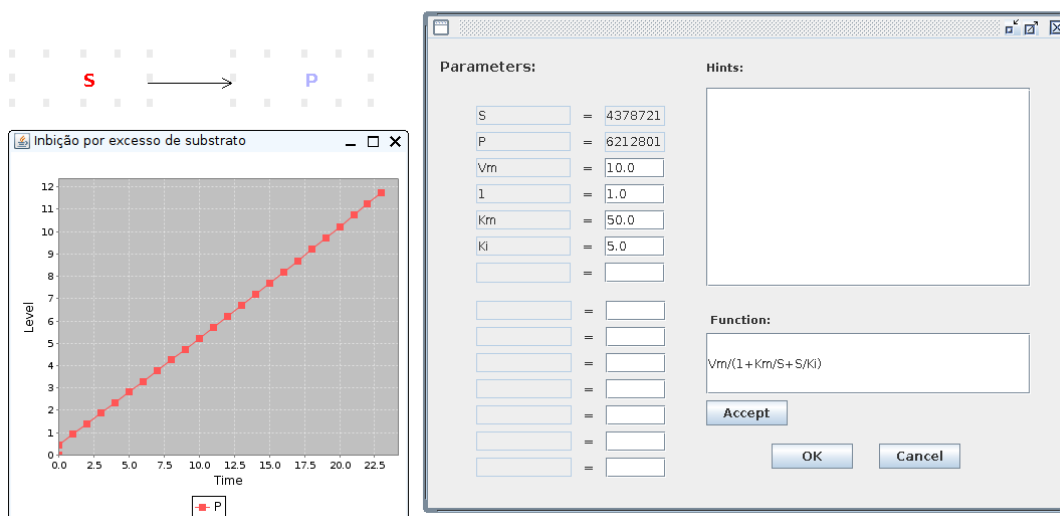 S P
Inbição por excesso de substrato
12
11
10
9
8
7
6
5
4
3
2
1
0
Level
0.0 2.5 5.0 7.5 10.0 12.5 15.0 17.5 20.0 22.5
Time
P
Parameters:
S = 4378721
P = 6212801
Vm = 10.0
1 = 1.0
Km = 50.0
Ki = 5.0
=
=
=
=
=
=
=
=
Hints:
Function:
Vm/(1+Km/S+S/Ki)
Accept
OK Cancel